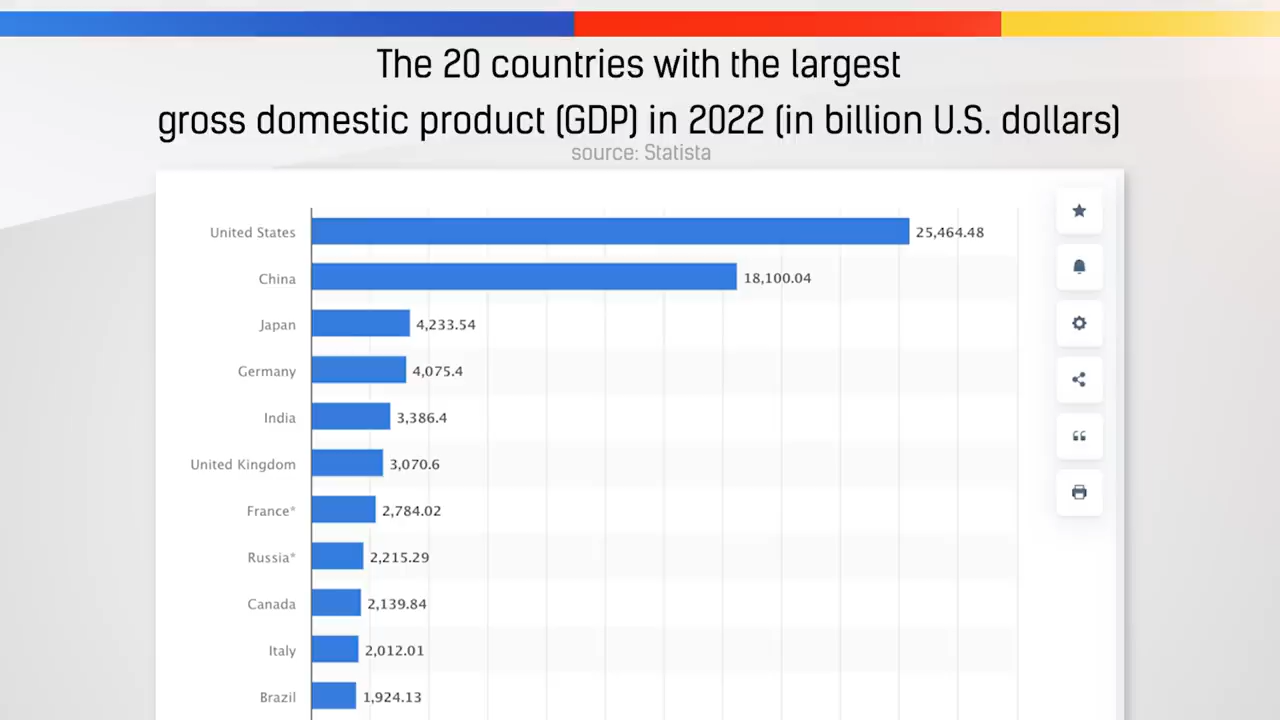 The 20 countries with the largest
gross domestic product (GDP) in 2022 (in billion U.S. dollars)
source: Statista
United States 25,464.48
China 18,100.04
Japan 4,233.54
Germany 4,075.4
India 3,386.4
United Kingdom 3,070.6
France* 2,784.02
Russia* 2,215.29
Canada 2,139.84
Italy 2,012.01
Brazil 1,924.13